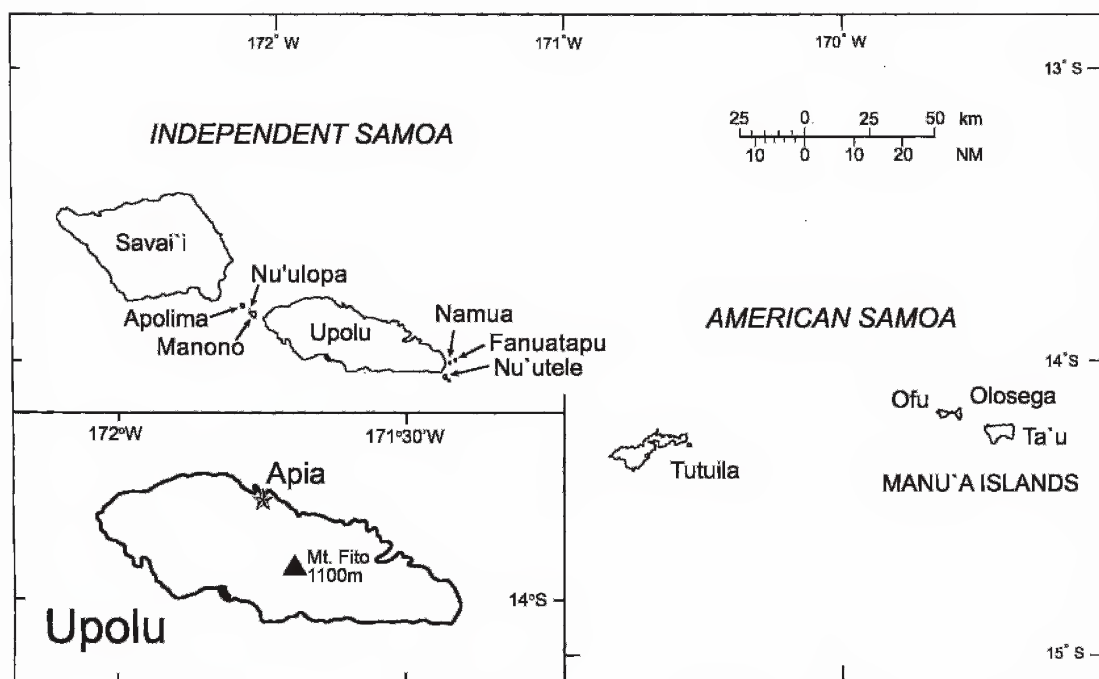 172° W
171° W
170° W
13° S
INDEPENDENT SAMOA
25 0. 25 50 km
10 0 10 20 NM
Savai`i
Nu'ulopa
Apolima
Manono
Upolu
Namua
Fanuatapu
Nu`utele
AMERICAN SAMOA
14° S
Ofu
Olosega
Ta`u
Tutuila
MANU`A ISLANDS
172°W
171°30'W
Apia
Mt. Fito
1100m
14°S
Upolu
15° S